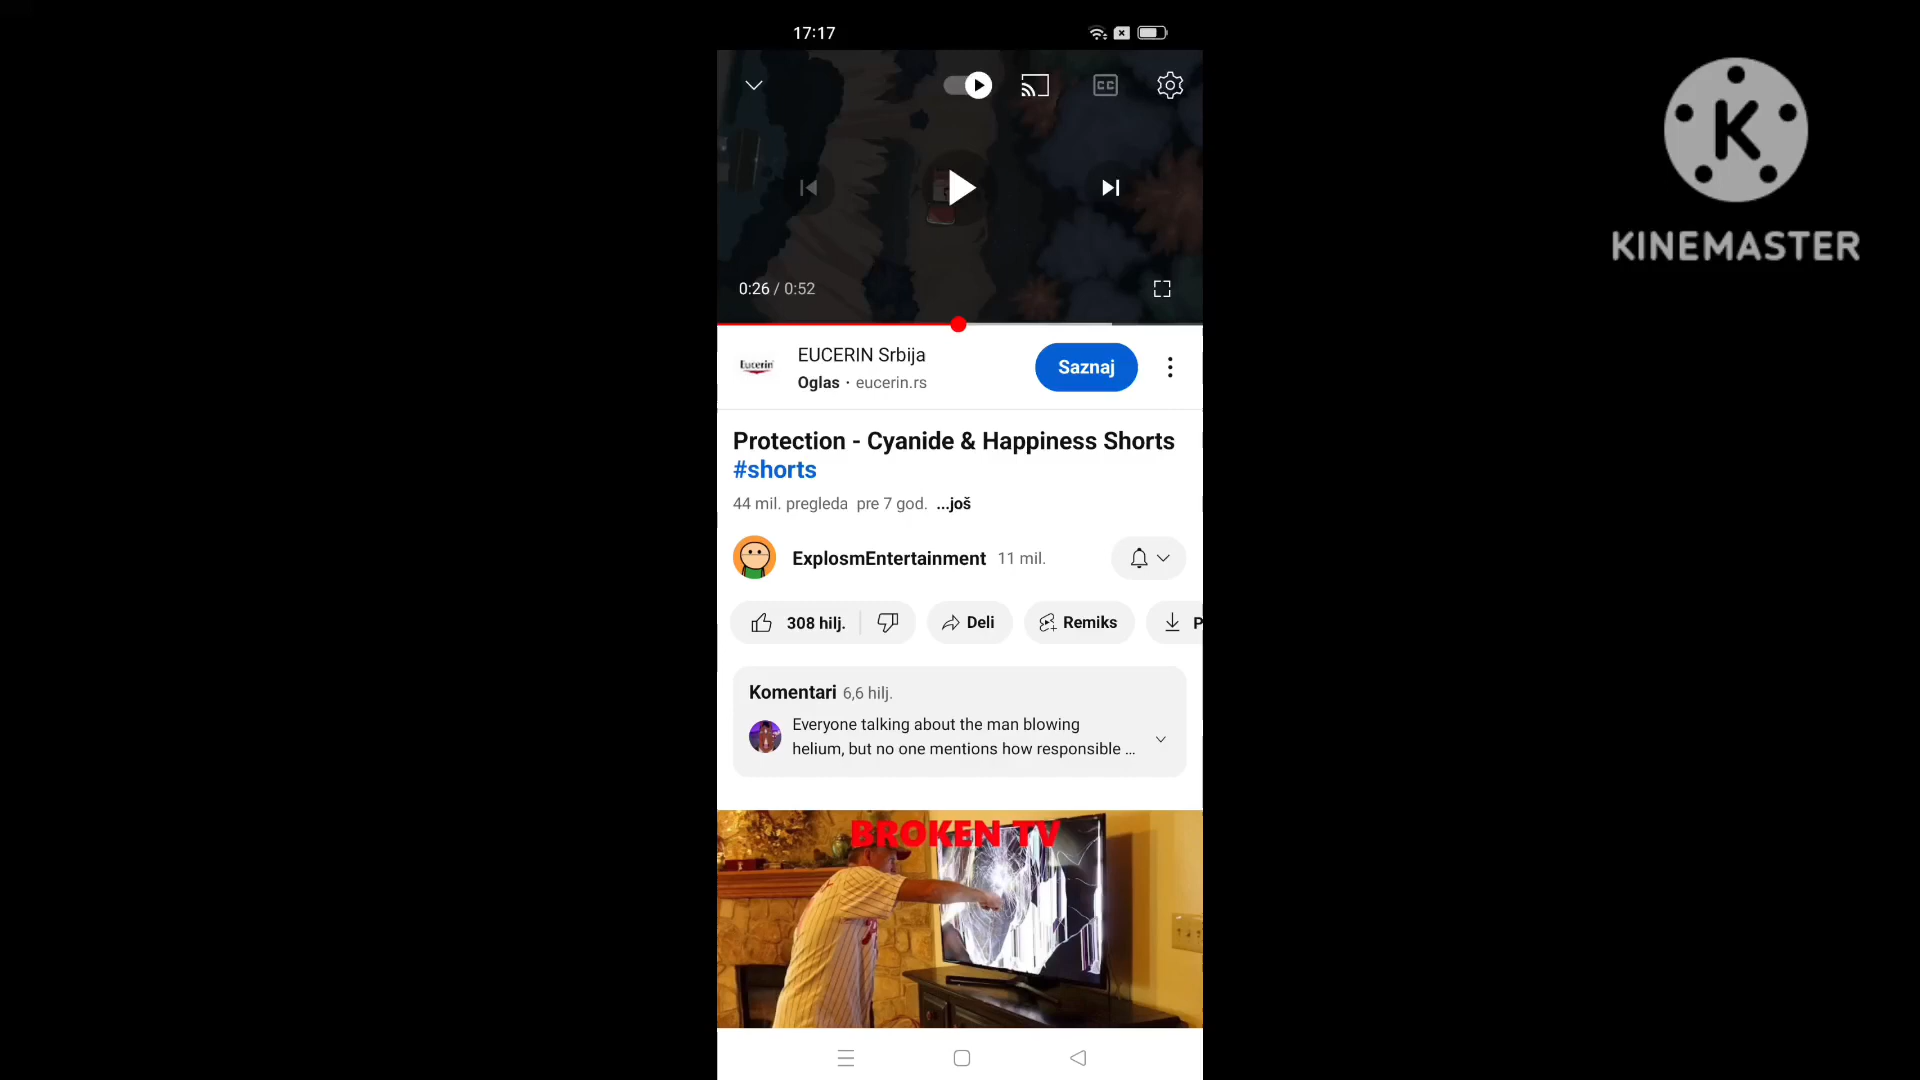 17:17
CC
K
KINEMASTER
0:26 / 0:52
Eucerin
EUCERIN Srbija
Oglas · eucerin.rs
Saznaj
Protection - Cyanide & Happiness Shorts
#shorts
44 mil. pregleda pre 7 god. ...još
ExplosmEntertainment 11 mil.
308 hilj.
Deli
Remiks
P
Komentari 6,6 hilj.
Everyone talking about the man blowing
helium, but no one mentions how responsible ...
BROKEN TV